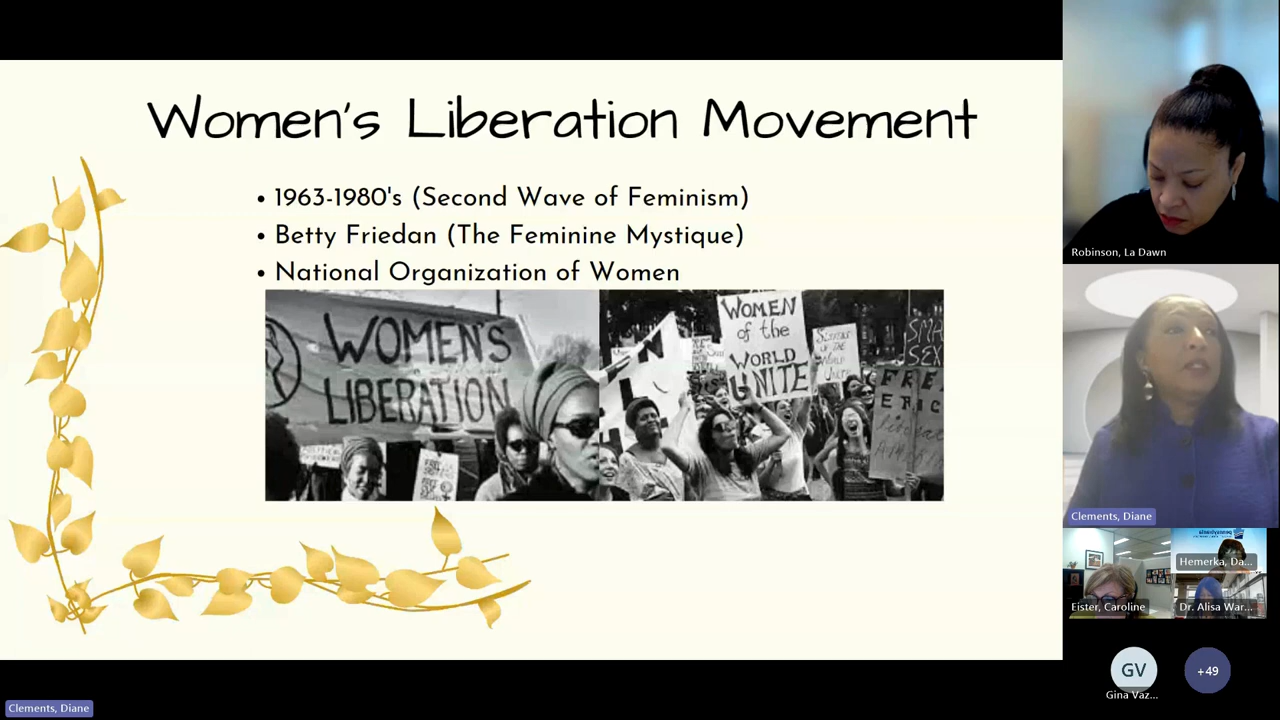 Women's Liberation Movement
• 1963-1980's (Second Wave of Feminism)
• Betty Friedan (The Feminine Mystique)
• National Organization of Women
WOMEN'S
LIBERATION
WOMEN
of the
WORLD
UNITE
Robinson, La Dawn
Clements, Diane
Eister, Caroline
Hemerka, Da...
Dr. Alisa War...
GV
Gina Vaz...
+49
Clements, Diane